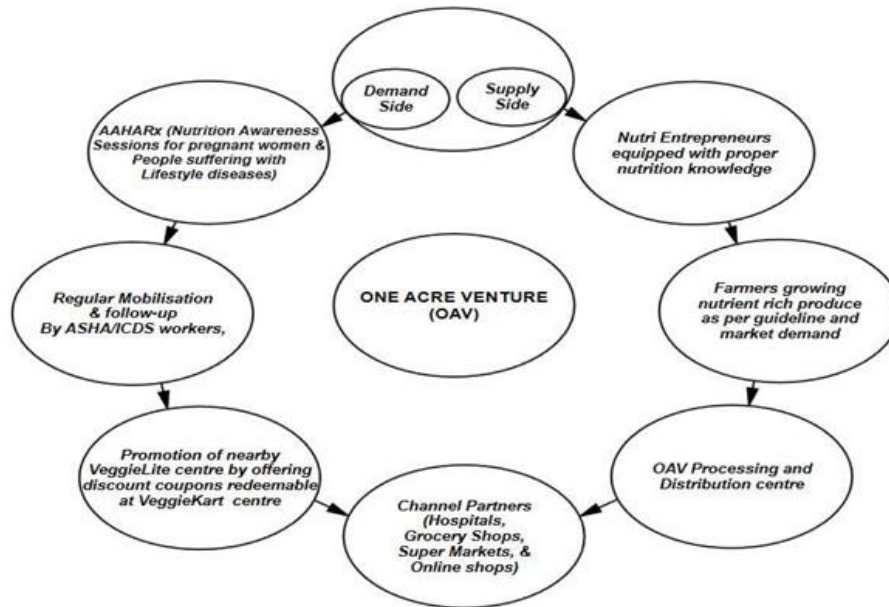 Demand
Side
Supply
Side
AAHARx (Nutrition Awareness
Sessions for pregnant women &
People suffering with
Lifestyle diseases)
Nutri Entrepreneurs
equipped with proper
nutrition knowledge
Regular Mobilisation
& follow-up
By ASHA/ICDS workers,
ONE ACRE VENTURE
(OAV)
Farmers growing
nutrient rich produce
as per guideline and
market demand
Promotion of nearby
VeggieLite centre by offering
discount coupons redeemable
at VeggieKart centre
Channel Partners
(Hospitals,
Grocery Shops,
Super Markets, &
Online shops)
OAV Processing and
Distribution centre